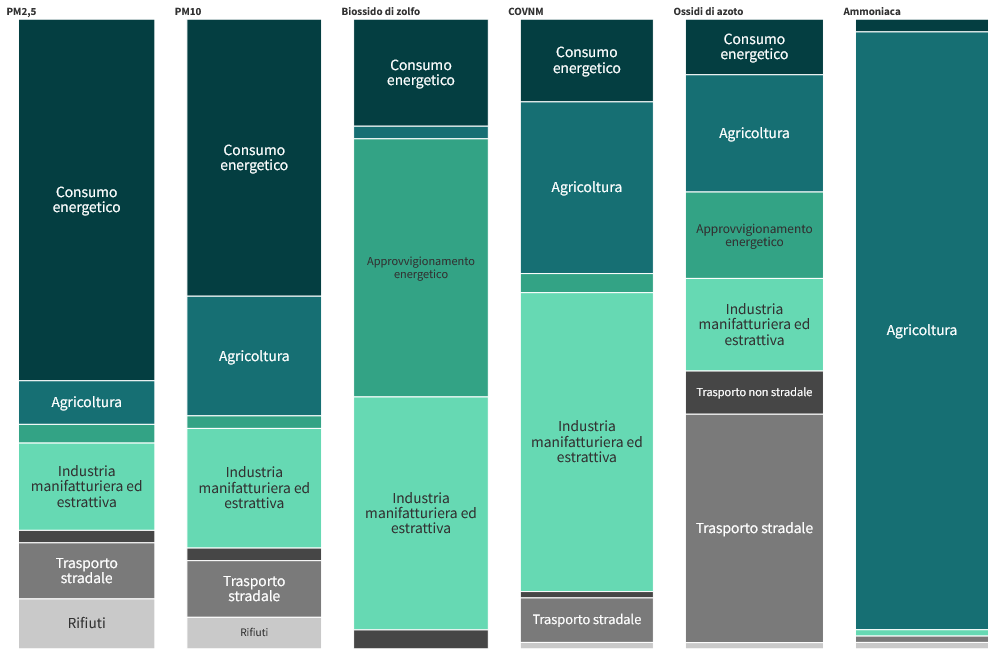 PM2,5
PM10
Biossido di zolfo
COVNM
Ossidi di azoto
Ammoniaca
Consumo
energetico
Agricoltura
Industria
manifatturiera ed
estrattiva
Trasporto
stradale
Rifiuti
Consumo
energetico
Agricoltura
Industria
manifatturiera ed
estrattiva
Trasporto
stradale
Rifiuti
Consumo
energetico
Approvvigionamento
energetico
Industria
manifatturiera ed
estrattiva
Consumo
energetico
Agricoltura
Industria
manifatturiera ed
estrattiva
Trasporto stradale
Consumo
energetico
Agricoltura
Approvvigionamento
energetico
Industria
manifatturiera ed
estrattiva
Trasporto non stradale
Trasporto stradale
Agricoltura